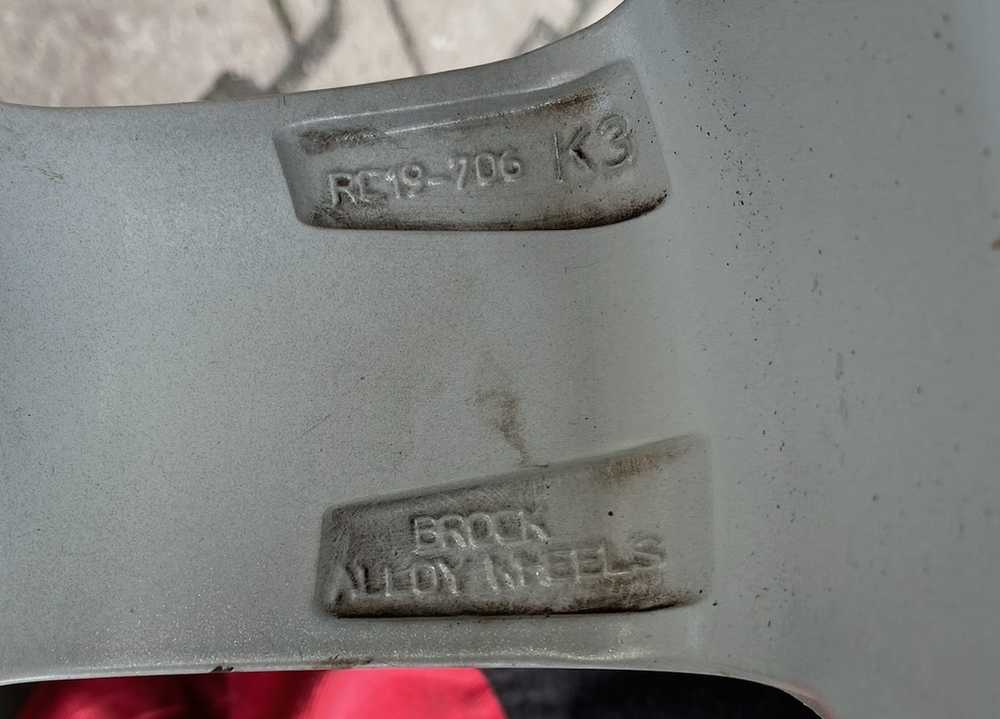 RC19-706 K3
BROCK
ALLOY WHEELS